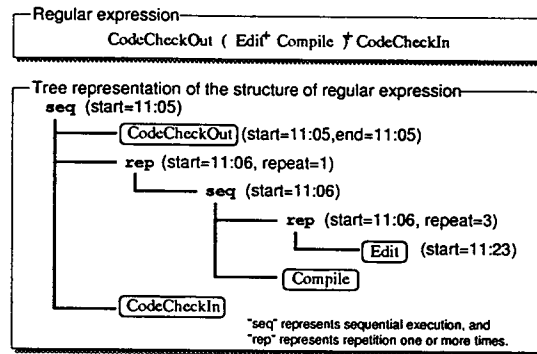 Regular expression
CodeCheckOut ( Edit+ Compile )+ CodeCheckIn
Tree representation of the structure of regular expression
seq (start=11:05)
CodeCheckOut (start=11:05,end=11:05)
rep (start=11:06, repeat=1)
seq (start=11:06)
rep (start=11:06, repeat=3)
Edit (start=11:23)
Compile
CodeCheckIn
"seq" represents sequential execution, and
"rep" represents repetition one or more times.